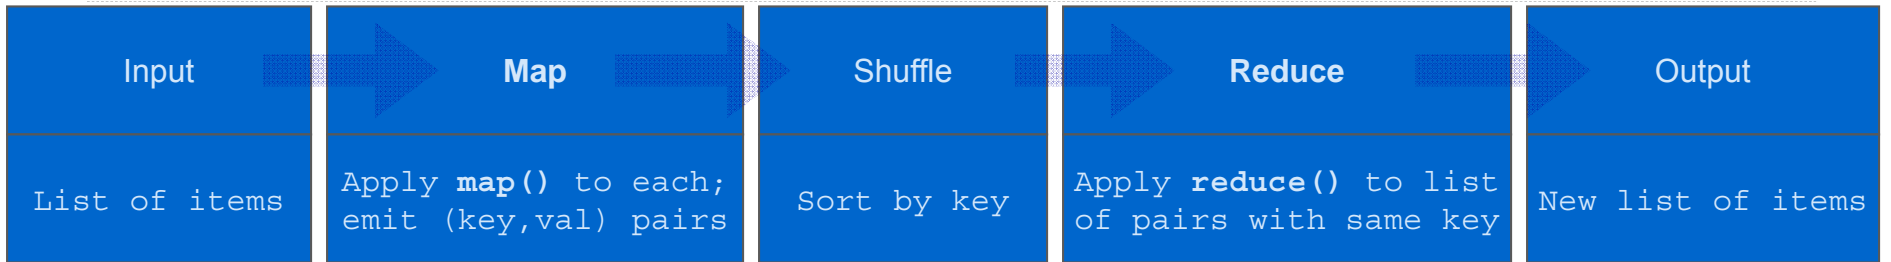 Input
Map
Shuffle
Reduce
Output
List of items
Apply map() to each;
emit (key,val) pairs
Sort by key
Apply reduce() to list
of pairs with same key
New list of items